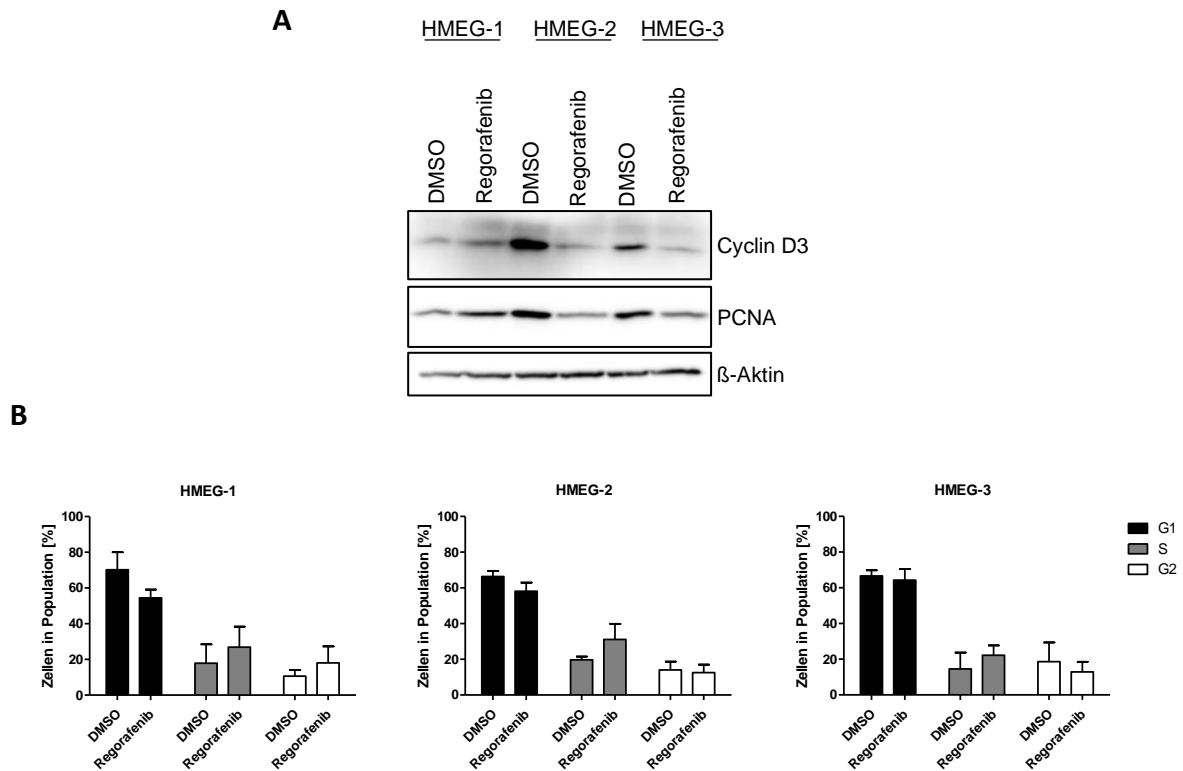 A
HMEG-1 HMEG-2 HMEG-3
DMSO Regorafenib DMSO Regorafenib DMSO Regorafenib
Cyclin D3
PCNA
ß-Aktin
B
HMEG-1
Zellen in Population [%]
100
80
60
40
20
0
DMSO Regorafenib DMSO Regorafenib DMSO Regorafenib
HMEG-2
Zellen in Population [%]
100
80
60
40
20
0
DMSO Regorafenib DMSO Regorafenib DMSO Regorafenib
HMEG-3
Zellen in Population [%]
100
80
60
40
20
0
DMSO Regorafenib DMSO Regorafenib DMSO Regorafenib
G1
S
G2